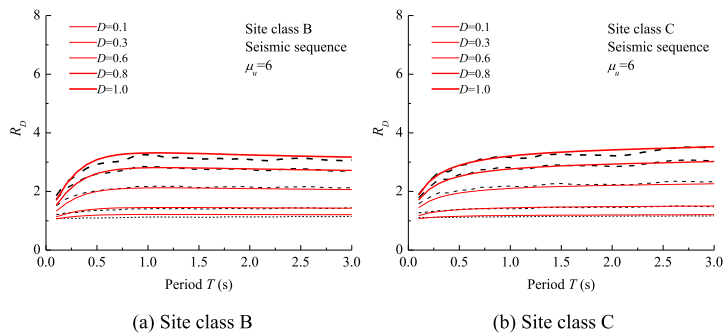 8
6
4
2
0
R_D
D=0.1
D=0.3
D=0.6
D=0.8
D=1.0
Site class B
Seismic sequence
μ_u=6
0.0 0.5 1.0 1.5 2.0 2.5 3.0
Period T (s)
(a) Site class B
8
6
4
2
0
R_D
D=0.1
D=0.3
D=0.6
D=0.8
D=1.0
Site class C
Seismic sequence
μ_u=6
0.0 0.5 1.0 1.5 2.0 2.5 3.0
Period T (s)
(b) Site class C